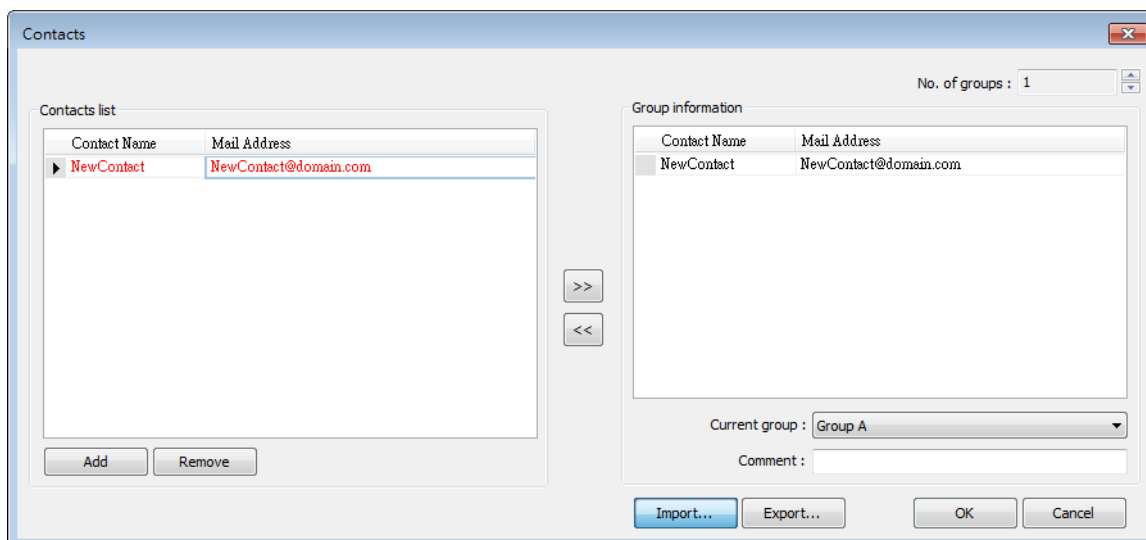 Contacts
No. of groups : 1
Contacts list
Contact Name Mail Address
NewContact NewContact@domain.com
Add Remove
>>
<<
Group information
Contact Name Mail Address
NewContact NewContact@domain.com
Current group : Group A
Comment :
Import... Export... OK Cancel